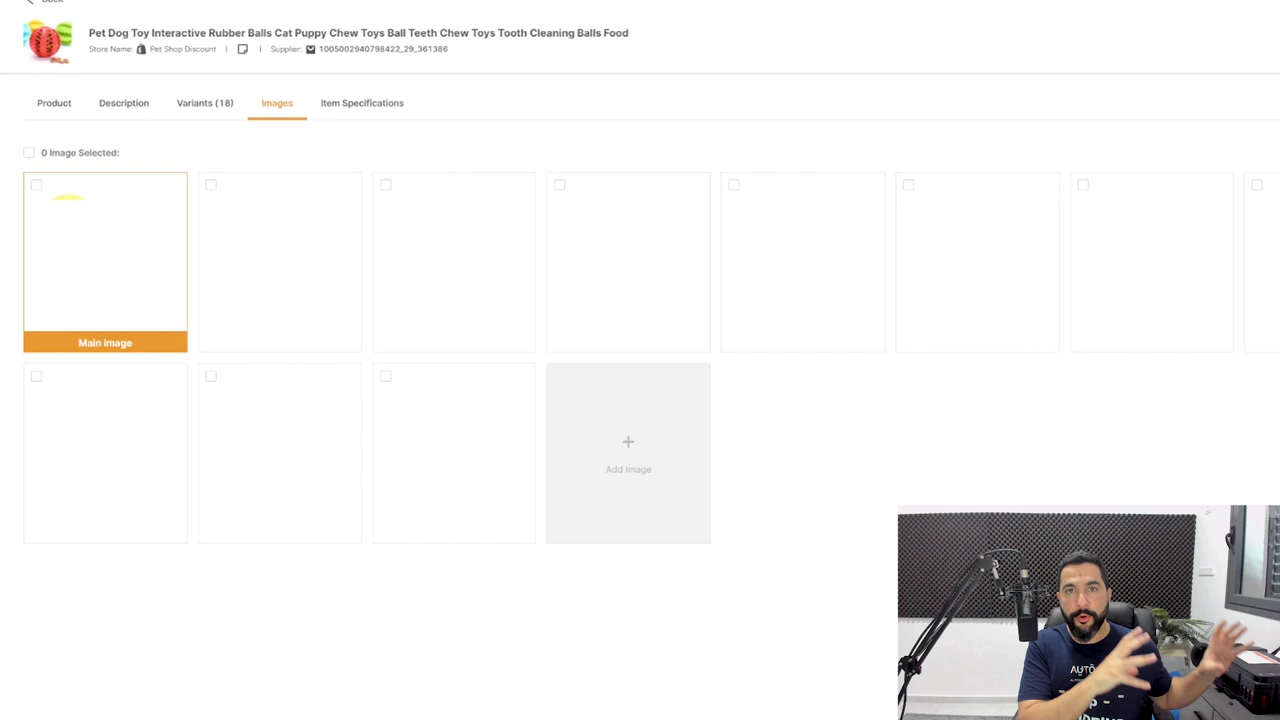 Pet Dog Toy Interactive Rubber Balls Cat Puppy Chew Toys Ball Teeth Chew Toys Tooth Cleaning Balls Food
Store Name: Pet Shop Discount | | Supplier: 1005002940798422_29_361386
Product Description Variants (18) Images Item Specifications
0 Image Selected:
Main image
+
Add Image
AUTO